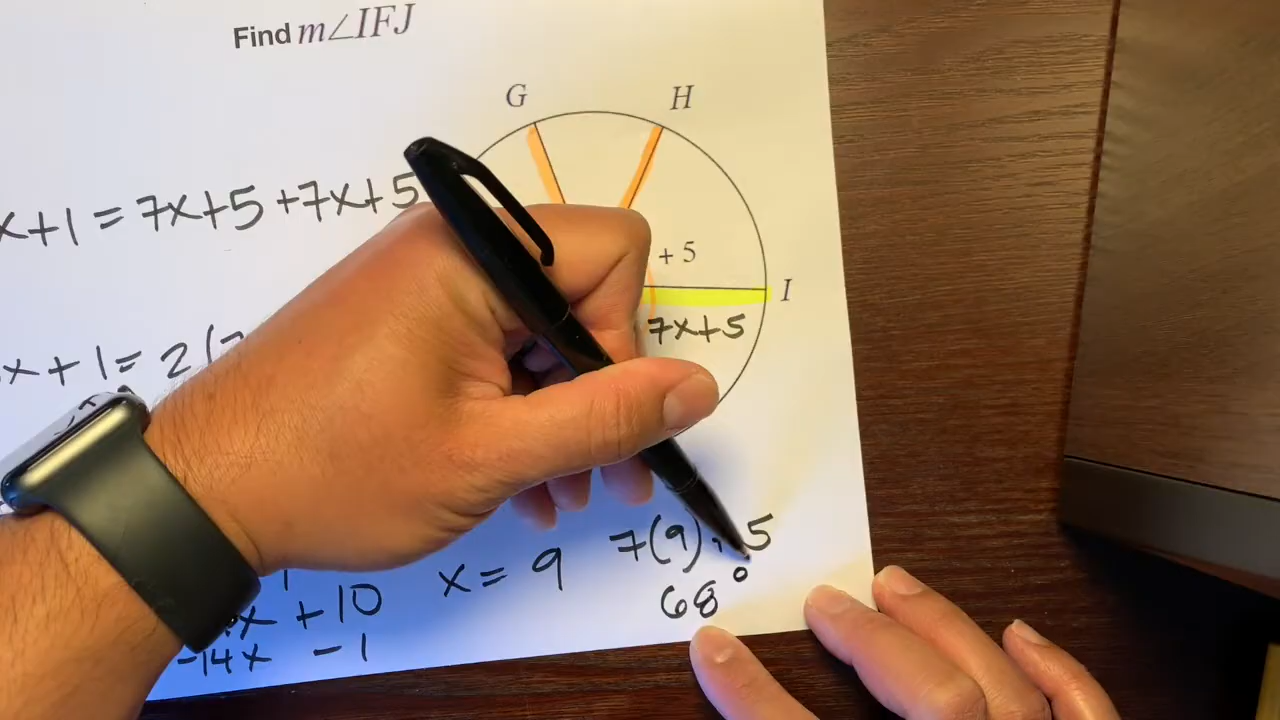 Find m∠IFJ
G
H
x+1 = 7x+5 +7x+5
+ 5
I
7x+5
x+1 = 2(
7(9)+5
x = 9
68°
x +10
-14x -1